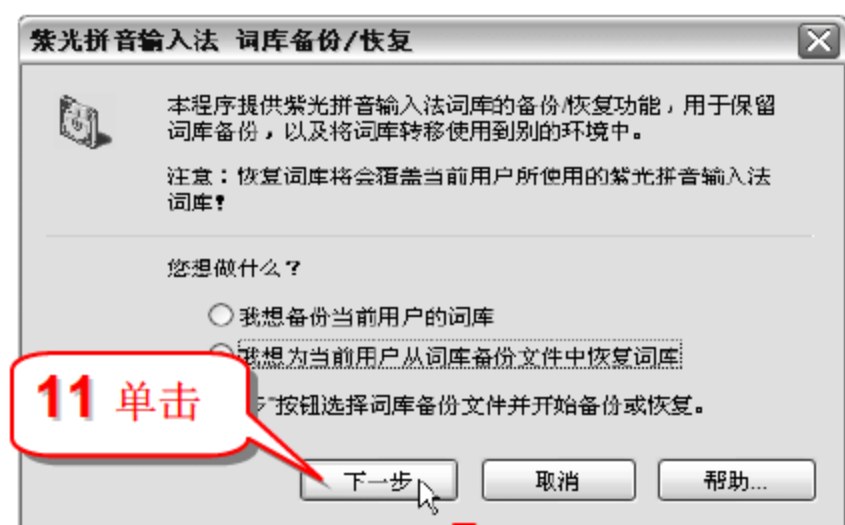 紫光拼音输入法 词库备份/恢复
本程序提供紫光拼音输入法词库的备份/恢复功能，用于保留
词库备份，以及将词库转移使用到别的环境中。
注意：恢复词库将会覆盖当前用户所使用的紫光拼音输入法
词库！
您想做什么？
我想备份当前用户的词库
我想为当前用户从词库备份文件中恢复词库
11 单击
步"按钮选择词库备份文件并开始备份或恢复。
下一步
取消
帮助...